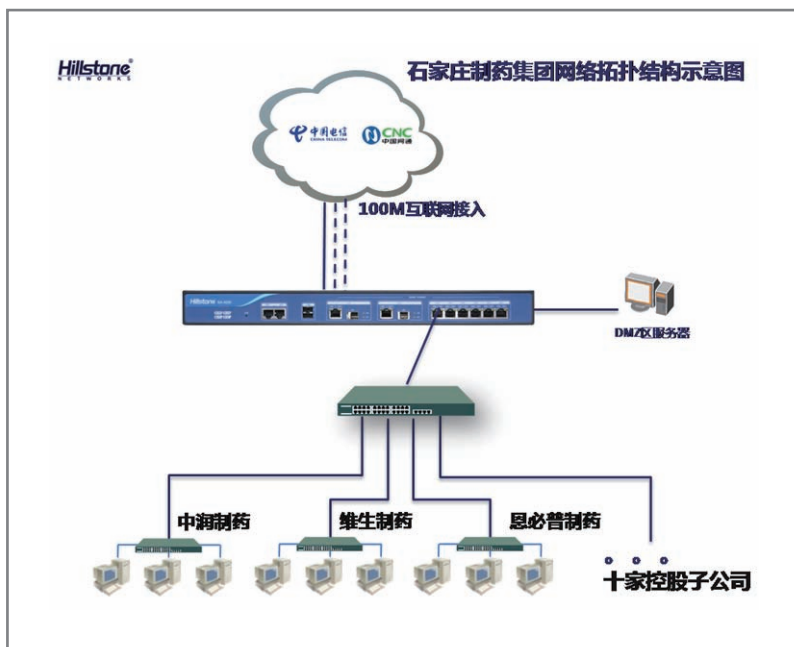 Hillstone®
NETWORKS
石家庄制药集团网络拓扑结构示意图
中国电信
CHINA TELECOM
CNC
中国网通
100M互联网接入
Hillstone
DMZ区服务器
中润制药
维生制药
恩必普制药
十家控股子公司